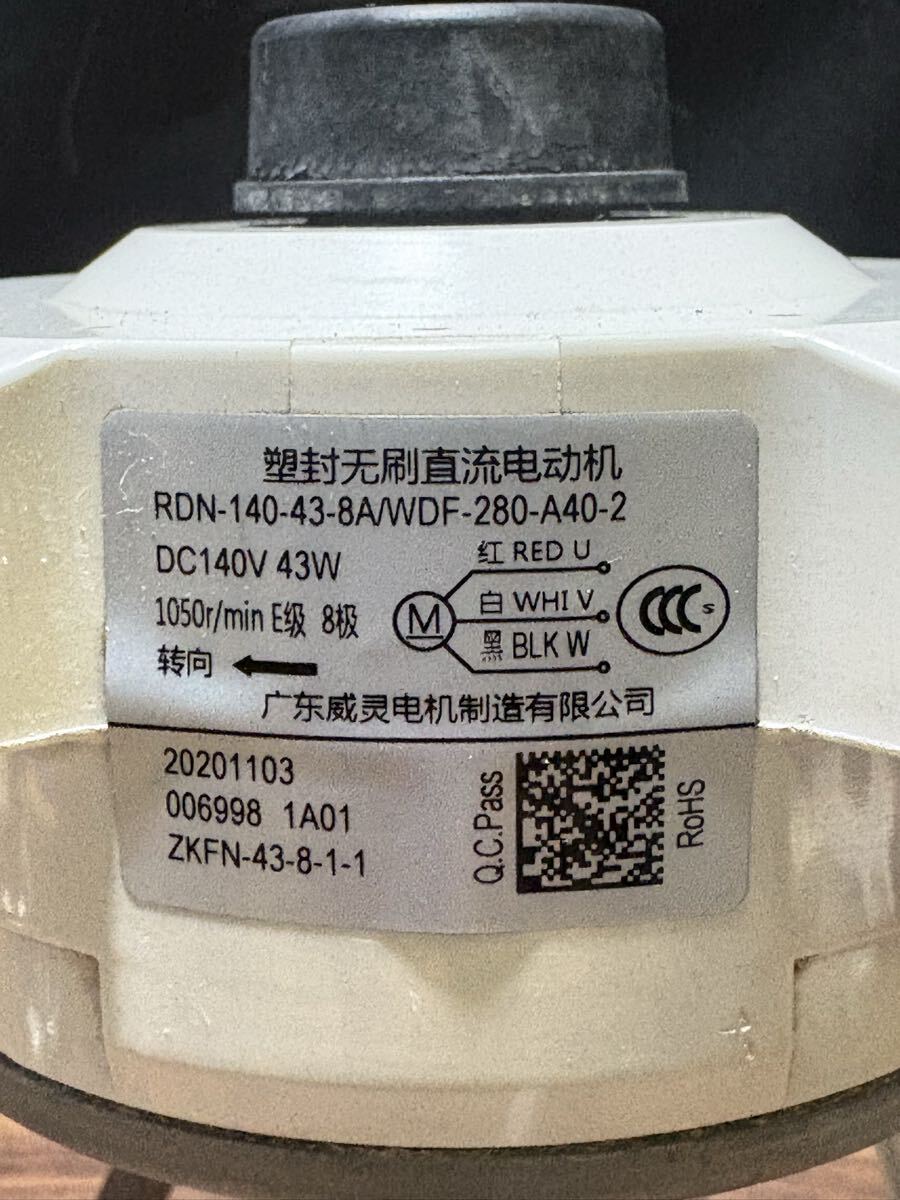 塑封无刷直流电动机
RDN-140-43-8A/WDF-280-A40-2
DC140V 43W
1050r/min E级 8极
转向
红 RED U
白 WHI V
黑 BLK W
M
CCC S
广东威灵电机制造有限公司
20201103
006998 1A01
ZKFN-43-8-1-1
Q.C.Pass
RoHS